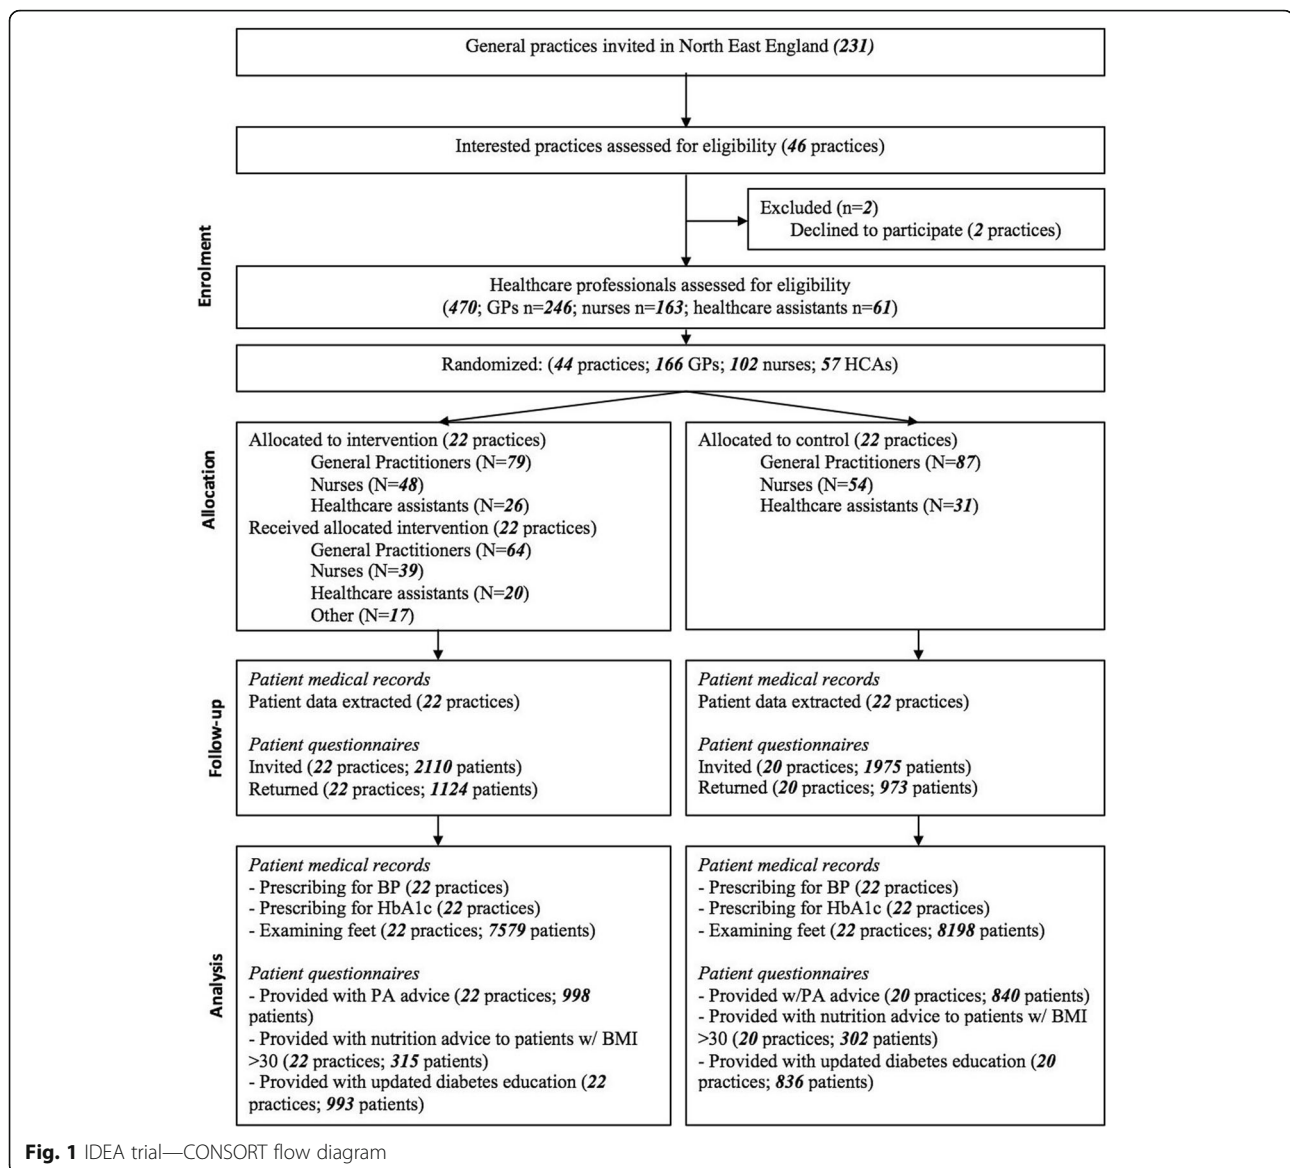 General practices invited in North East England (231)
Interested practices assessed for eligibility (46 practices)
Excluded (n=2)
Declined to participate (2 practices)
Enrolment
Healthcare professionals assessed for eligibility
(470; GPs n=246; nurses n=163; healthcare assistants n=61)
Randomized: (44 practices; 166 GPs; 102 nurses; 57 HCAs)
Allocation
Allocated to intervention (22 practices)
General Practitioners (N=79)
Nurses (N=48)
Healthcare assistants (N=26)
Received allocated intervention (22 practices)
General Practitioners (N=64)
Nurses (N=39)
Healthcare assistants (N=20)
Other (N=17)
Allocated to control (22 practices)
General Practitioners (N=87)
Nurses (N=54)
Healthcare assistants (N=31)
Follow-up
Patient medical records
Patient data extracted (22 practices)
Patient questionnaires
Invited (22 practices; 2110 patients)
Returned (22 practices; 1124 patients)
Patient medical records
Patient data extracted (22 practices)
Patient questionnaires
Invited (20 practices; 1975 patients)
Returned (20 practices; 973 patients)
Analysis
Patient medical records
- Prescribing for BP (22 practices)
- Prescribing for HbA1c (22 practices)
- Examining feet (22 practices; 7579 patients)
Patient questionnaires
- Provided with PA advice (22 practices; 998
patients)
- Provided with nutrition advice to patients w/ BMI
>30 (22 practices; 315 patients)
- Provided with updated diabetes education (22
practices; 993 patients)
Patient medical records
- Prescribing for BP (22 practices)
- Prescribing for HbA1c (22 practices)
- Examining feet (22 practices; 8198 patients)
Patient questionnaires
- Provided w/PA advice (20 practices; 840 patients)
- Provided with nutrition advice to patients w/ BMI
>30 (20 practices; 302 patients)
- Provided with updated diabetes education (20
practices; 836 patients)
Fig. 1 IDEA trial—CONSORT flow diagram